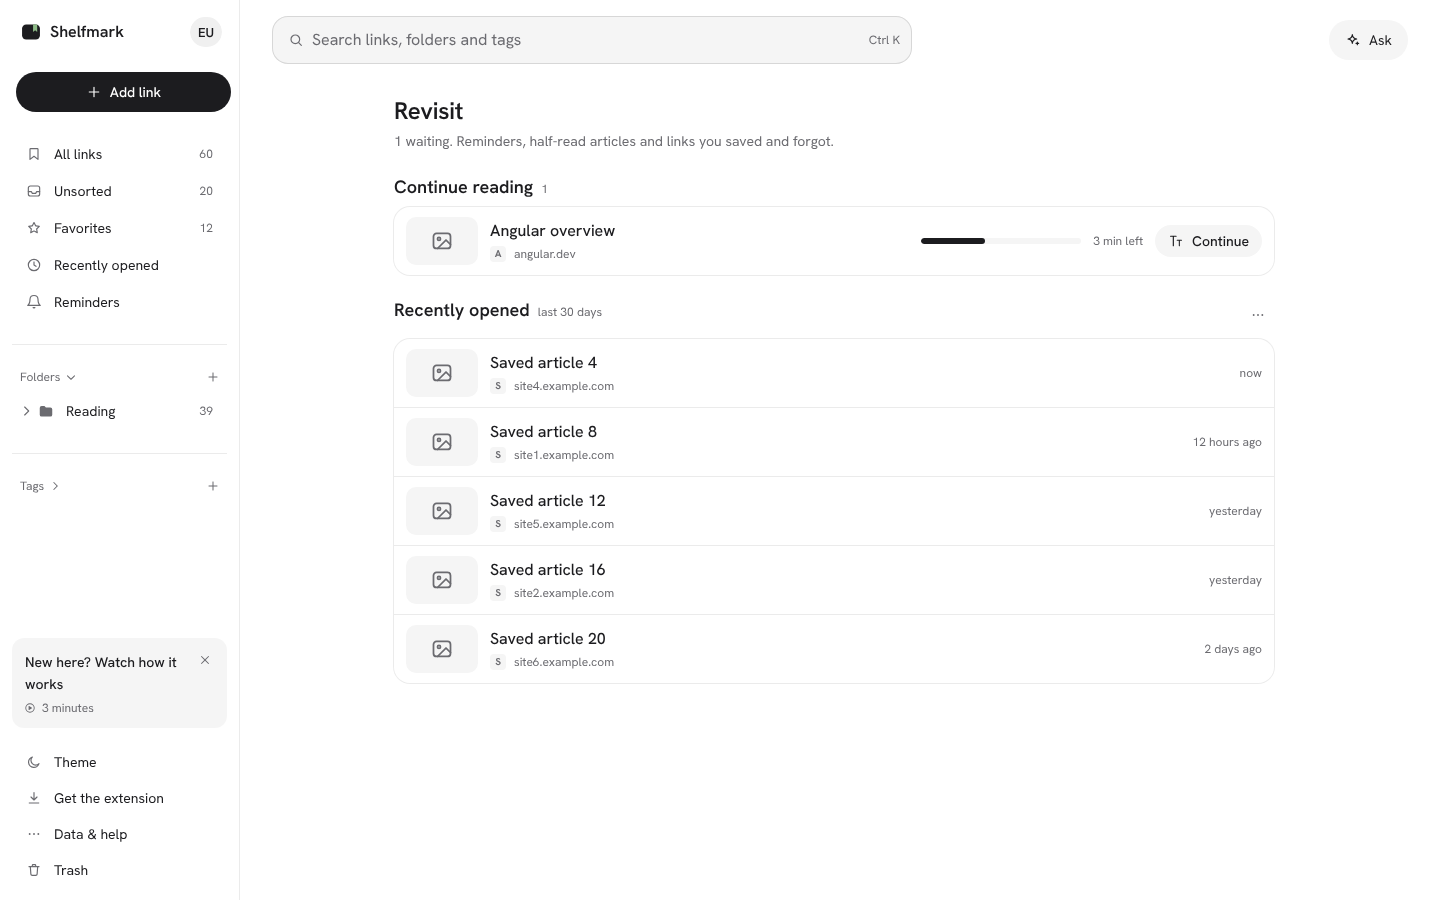 Shelfmark
EU
Add link
All links 60
Unsorted 20
Favorites 12
Recently opened
Reminders
Folders
Reading 39
Tags
New here? Watch how it
works
3 minutes
Theme
Get the extension
Data & help
Trash
Search links, folders and tags Ctrl K
Ask
Revisit
1 waiting. Reminders, half-read articles and links you saved and forgot.
Continue reading 1
Angular overview
A angular.dev
3 min left
Tт Continue
Recently opened last 30 days
Saved article 4
S site4.example.com
now
Saved article 8
S site1.example.com
12 hours ago
Saved article 12
S site5.example.com
yesterday
Saved article 16
S site2.example.com
yesterday
Saved article 20
S site6.example.com
2 days ago